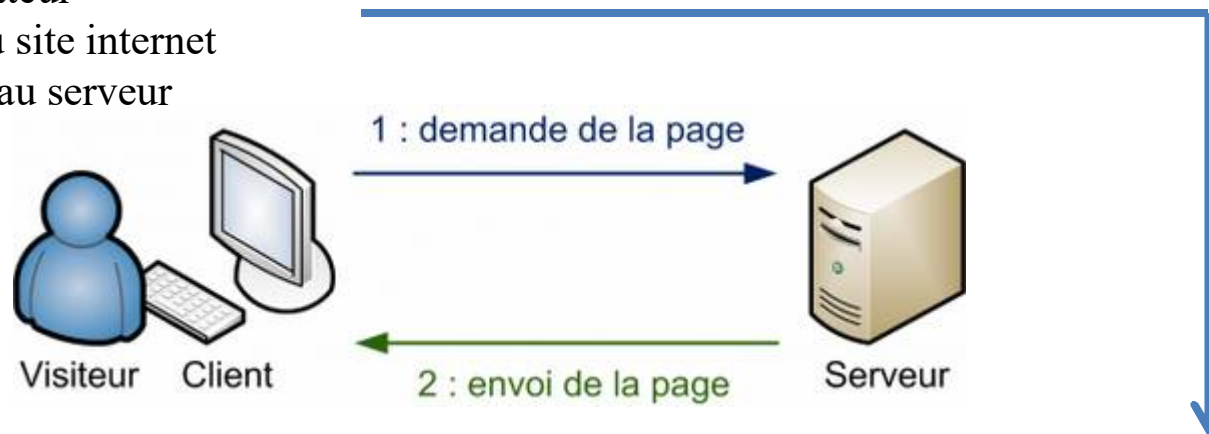 u site internet
au serveur
1 : demande de la page
Visiteur Client
2 : envoi de la page
Serveur